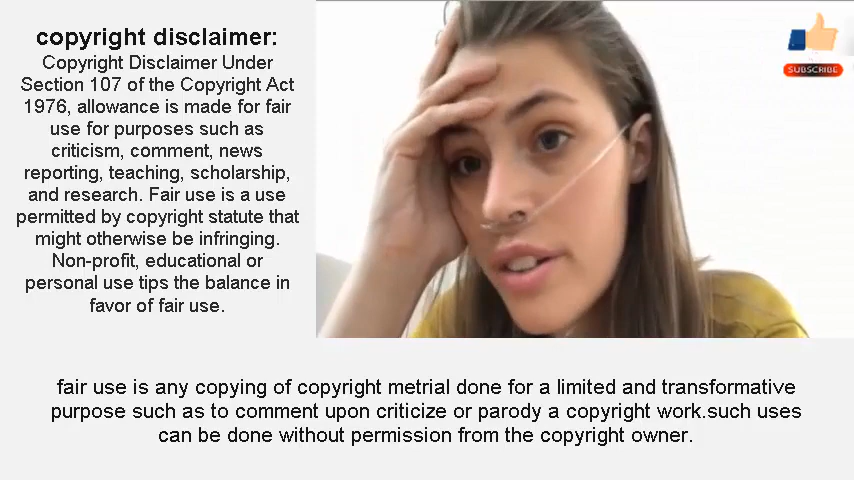 copyright disclaimer:
Copyright Disclaimer Under
Section 107 of the Copyright Act
1976, allowance is made for fair
use for purposes such as
criticism, comment, news
reporting, teaching, scholarship,
and research. Fair use is a use
permitted by copyright statute that
might otherwise be infringing.
Non-profit, educational or
personal use tips the balance in
favor of fair use.
SUBSCRIBE
fair use is any copying of copyright metrial done for a limited and transformative
purpose such as to comment upon criticize or parody a copyright work.such uses
can be done without permission from the copyright owner.